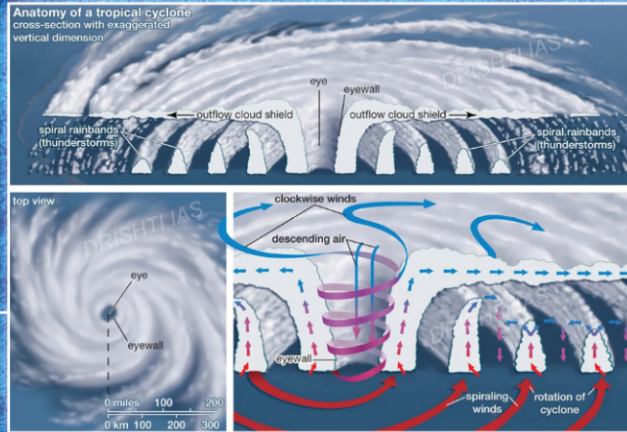 Anatomy of a tropical cyclone
cross-section with exaggerated
vertical dimension
DRISHTI IAS
eye
eyewall
outflow cloud shield
outflow cloud shield
spiral rainbands
(thunderstorms)
spiral rainbands
(thunderstorms)
DRISHTI IAS
top view
DRISHTI IAS
eye
eyewall
0 miles 100 200
0 km 100 200 300
clockwise winds
descending air
DRISHTI IAS
eyewall
spiraling
winds
rotation of
cyclone